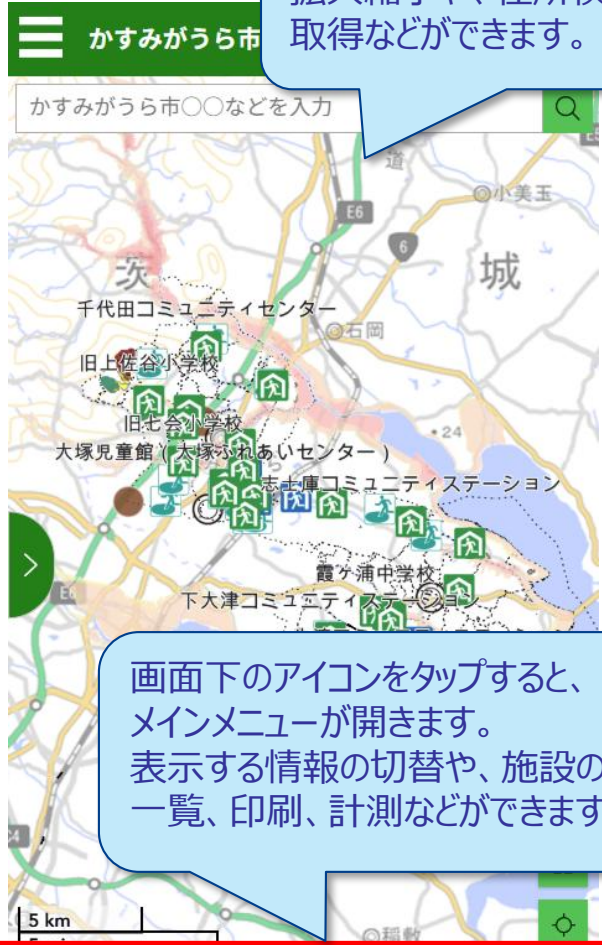 取得などができます。
かすみがうら市
かすみがうら市○○などを入力
道
小美玉
E6
6
茨
城
千代田コミュニティセンター
石岡
旧上佐谷小学校
旧七会小学校
・24
大塚児童館(大塚ふれあいセンター)
志士庫コミュニティステーション
霞ケ浦中学校
E6
下大津コミュニティステーション
画面下のアイコンをタップすると、
メインメニューが開きます。
表示する情報の切替や、施設の
一覧、印刷、計測などができます
5 km
稲敷